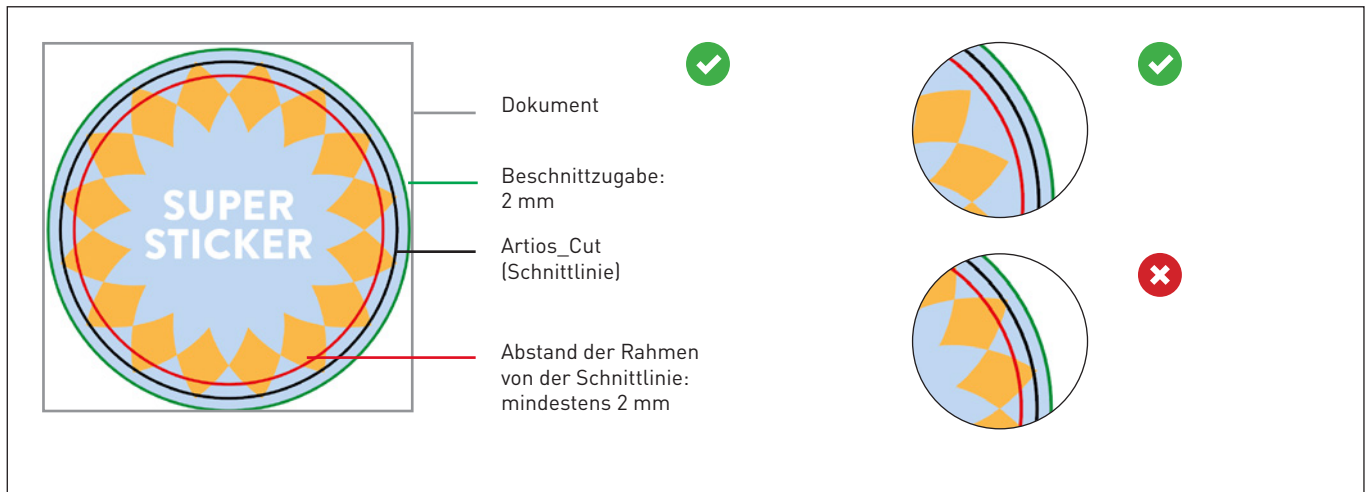 SUPER
STICKER
Dokument
Beschnittzugabe:
2 mm
Artios_Cut
(Schnittlinie)
Abstand der Rahmen
von der Schnittlinie:
mindestens 2 mm